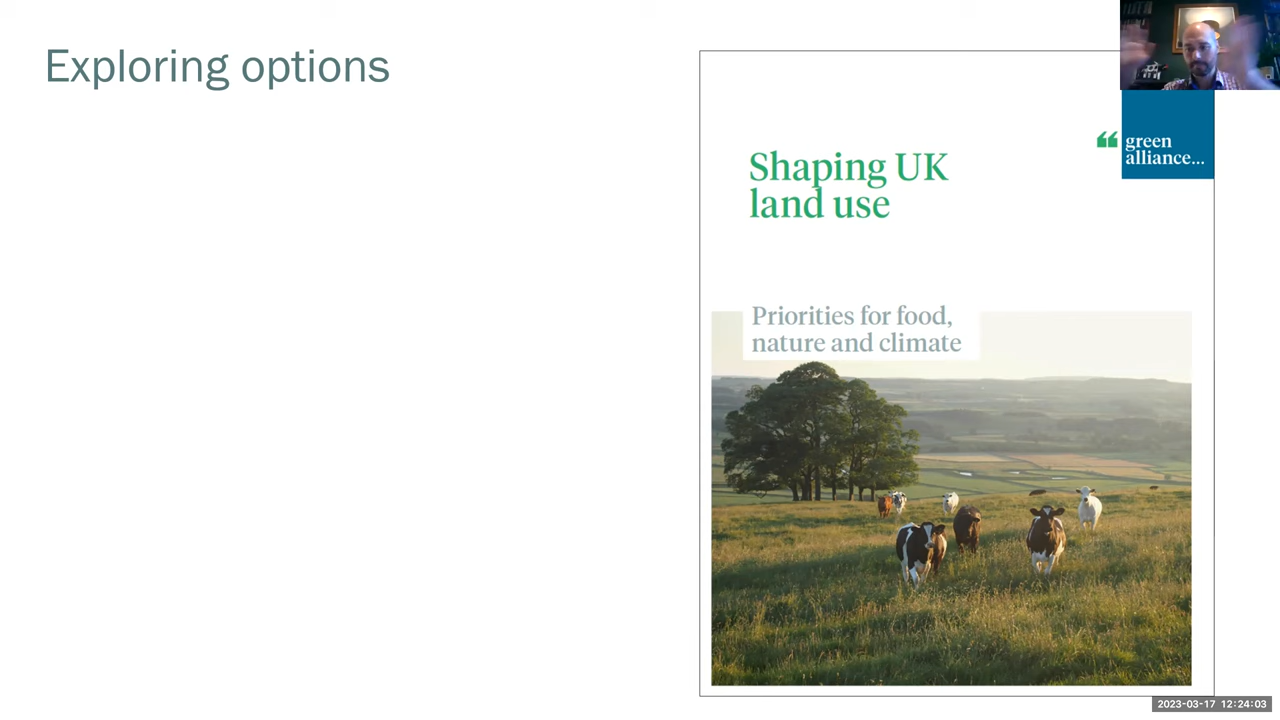 Exploring options
Shaping UK
land use
“
green
alliance...
Priorities for food,
nature and climate
2023-03-17 12:24:03